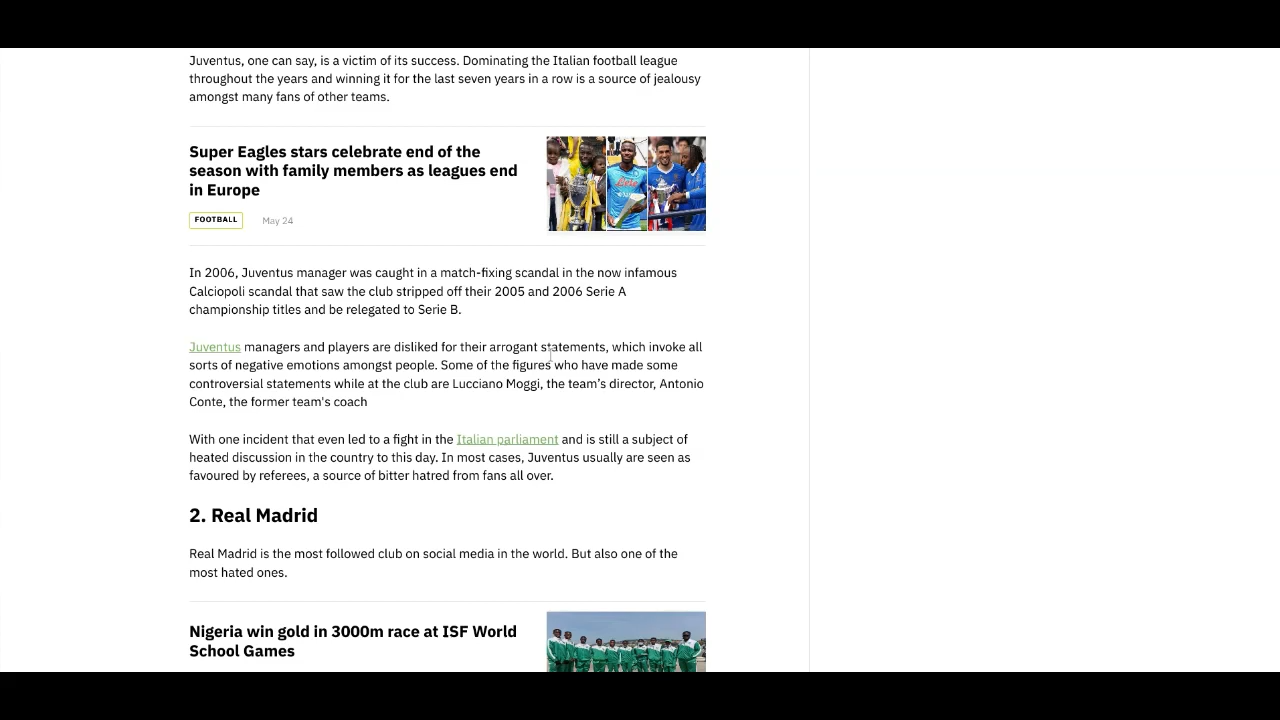 Juventus, one can say, is a victim of its success. Dominating the Italian football league
throughout the years and winning it for the last seven years in a row is a source of jealousy
amongst many fans of other teams.
Super Eagles stars celebrate end of the
season with family members as leagues end
in Europe
FOOTBALL May 24
In 2006, Juventus manager was caught in a match-fixing scandal in the now infamous
Calciopoli scandal that saw the club stripped off their 2005 and 2006 Serie A
championship titles and be relegated to Serie B.
Juventus managers and players are disliked for their arrogant statements, which invoke all
sorts of negative emotions amongst people. Some of the figures who have made some
controversial statements while at the club are Lucciano Moggi, the team’s director, Antonio
Conte, the former team's coach
With one incident that even led to a fight in the Italian parliament and is still a subject of
heated discussion in the country to this day. In most cases, Juventus usually are seen as
favoured by referees, a source of bitter hatred from fans all over.
2. Real Madrid
Real Madrid is the most followed club on social media in the world. But also one of the
most hated ones.
Nigeria win gold in 3000m race at ISF World
School Games